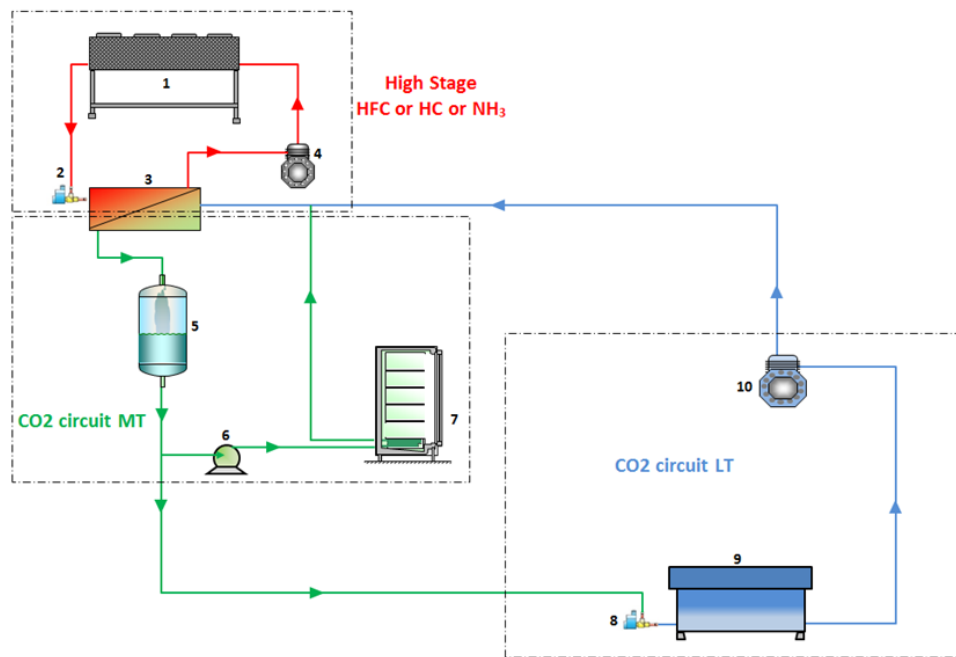 1
High Stage
HFC or HC or NH₃
2
3
4
5
CO2 circuit MT
6
7
10
CO2 circuit LT
9
8